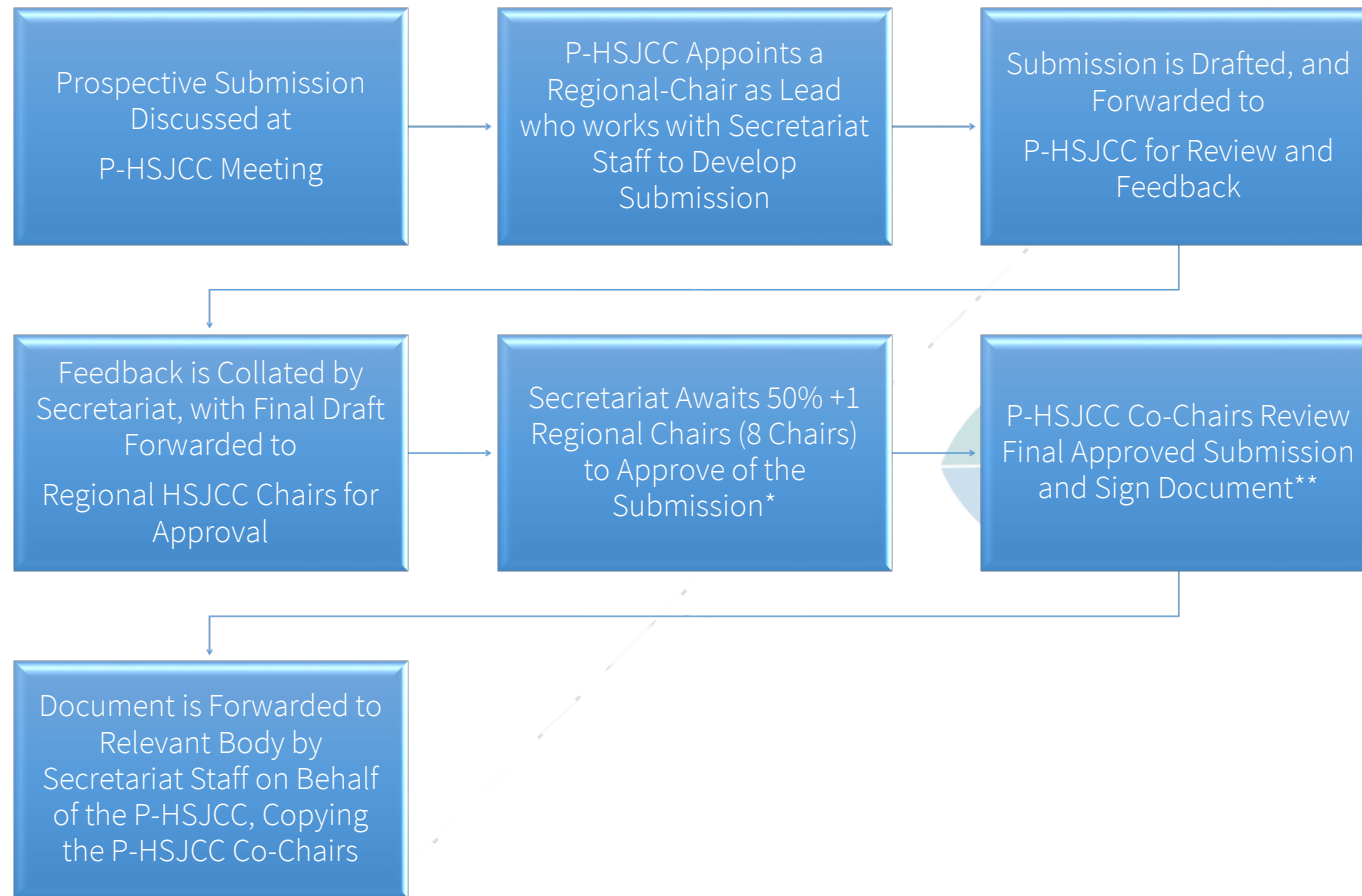 Prospective Submission
Discussed at
P-HSJCC Meeting
P-HSJCC Appoints a
Regional-Chair as Lead
who works with Secretariat
Staff to Develop
Submission
Submission is Drafted, and
Forwarded to
P-HSJCC for Review and
Feedback
Feedback is Collated by
Secretariat, with Final Draft
Forwarded to
Regional HSJCC Chairs for
Approval
Secretariat Awaits 50% +1
Regional Chairs (8 Chairs)
to Approve of the
Submission*
P-HSJCC Co-Chairs Review
Final Approved Submission
and Sign Document**
Document is Forwarded to
Relevant Body by
Secretariat Staff on Behalf
of the P-HSJCC, Copying
the P-HSJCC Co-Chairs